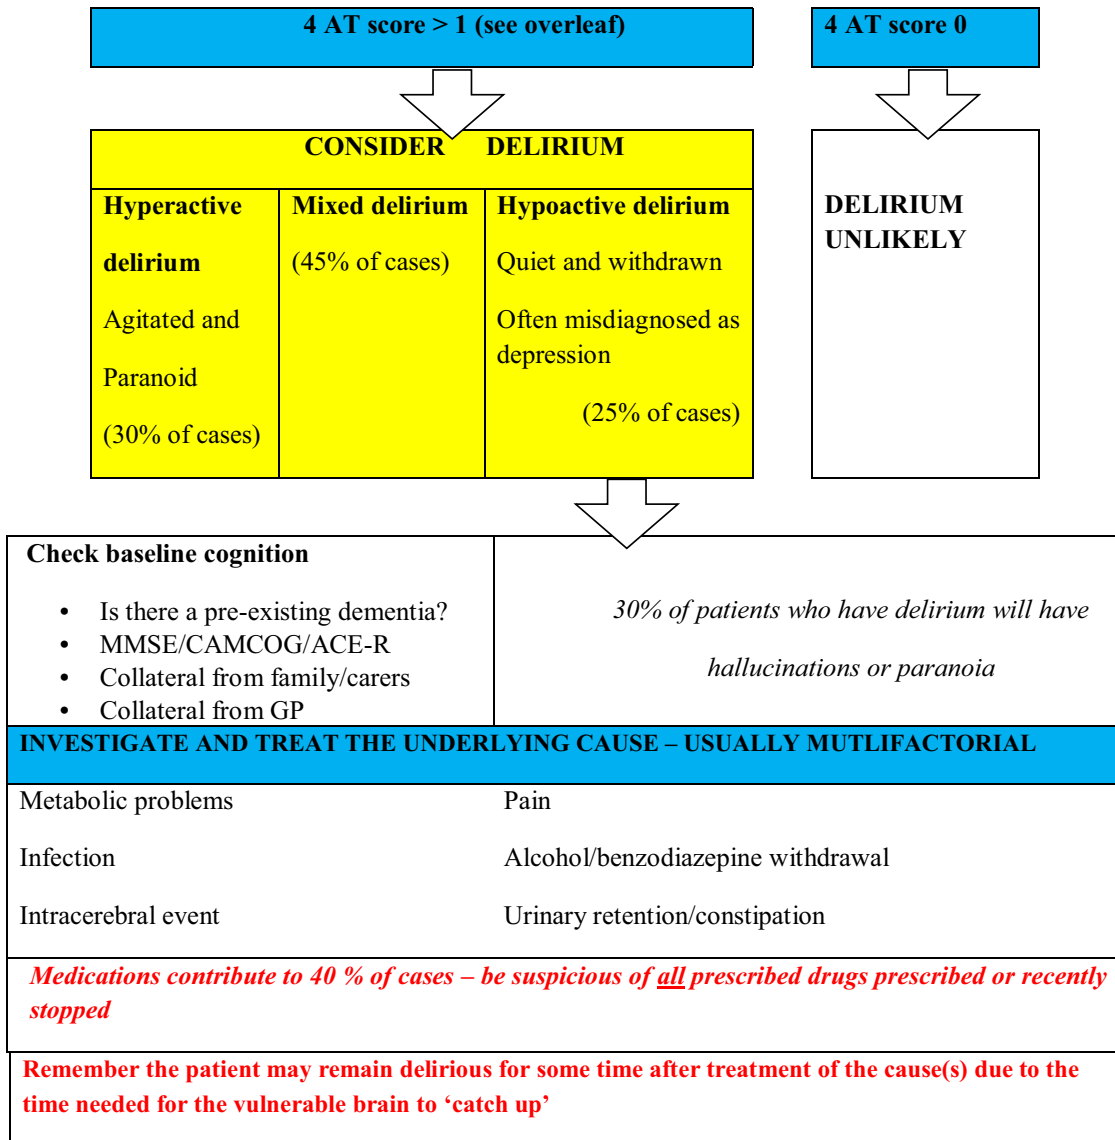 4 AT score > 1 (see overleaf)
4 AT score 0
CONSIDER DELIRIUM
Hyperactive
delirium
Agitated and
Paranoid
(30% of cases)
Mixed delirium
(45% of cases)
Hypoactive delirium
Quiet and withdrawn
Often misdiagnosed as
depression
(25% of cases)
DELIRIUM
UNLIKELY
Check baseline cognition
• Is there a pre-existing dementia?
• MMSE/CAMCOG/ACE-R
• Collateral from family/carers
• Collateral from GP
30% of patients who have delirium will have
hallucinations or paranoia
INVESTIGATE AND TREAT THE UNDERLYING CAUSE – USUALLY MUTLIFACTORIAL
Metabolic problems
Pain
Infection
Alcohol/benzodiazepine withdrawal
Intracerebral event
Urinary retention/constipation
Medications contribute to 40 % of cases – be suspicious of all prescribed drugs prescribed or recently
stopped
Remember the patient may remain delirious for some time after treatment of the cause(s) due to the
time needed for the vulnerable brain to ‘catch up’